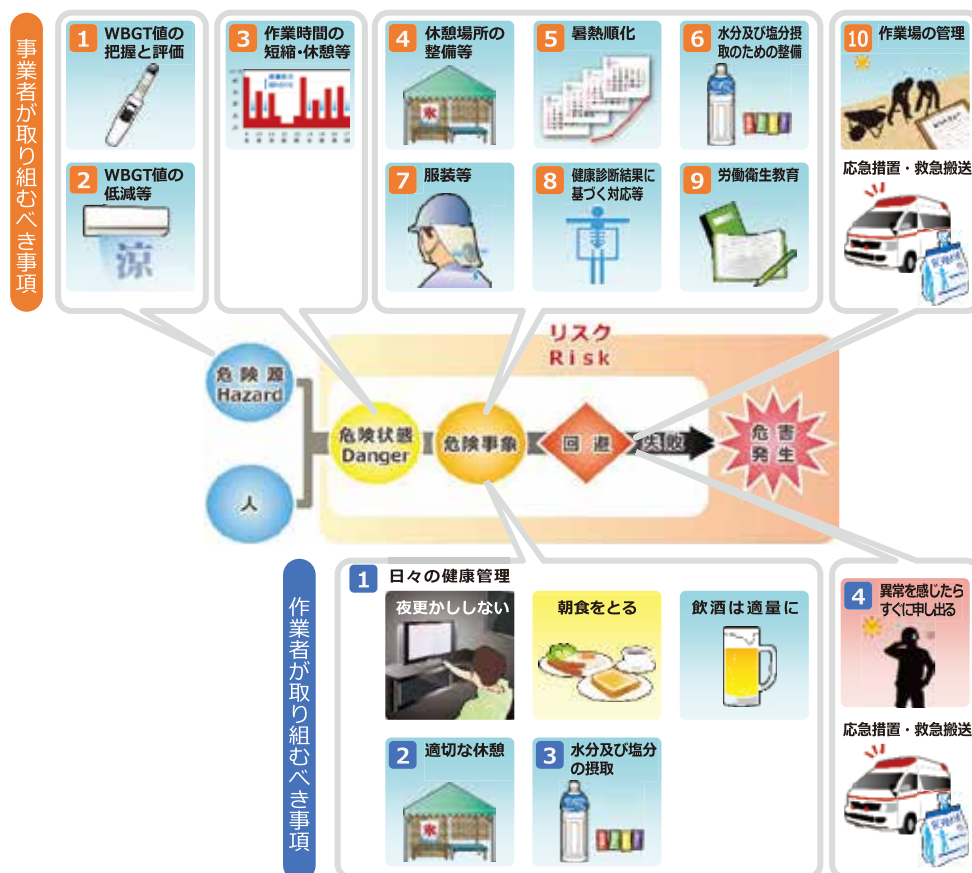 事業者が取り組むべき事項
1 WBGT値の
把握と評価
2 WBGT値の
低減等
涼
3 作業時間の
短縮・休憩等
4 休憩場所の
整備等
氷
5 暑熱順化
6 水分及び塩分摂
取のための整備
7 服装等
8 健康診断結果に
基づく対応等
9 労働衛生教育
10 作業場の管理
応急措置・救急搬送
リスク
Risk
危険源
Hazard
人
危険状態
Danger
危険事象
回避
失敗
危害
発生
作業者が取り組むべき事項
1 日々の健康管理
夜更かししない
朝食をとる
飲酒は適量に
2 適切な休憩
氷
3 水分及び塩分
の摂取
4 異常を感じたら
すぐに申し出る
応急措置・救急搬送